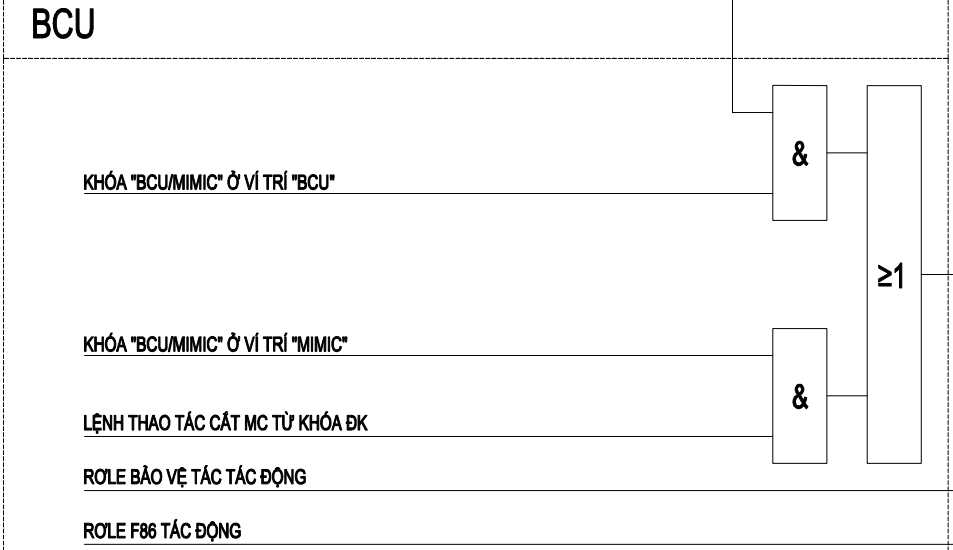 BCU
&
KHÓA "BCU/MIMIC" Ở VÍ TRÍ "BCU"
≥1
KHÓA "BCU/MIMIC" Ở VÍ TRÍ "MIMIC"
&
LỆNH THAO TÁC CẮT MC TỪ KHÓA ĐK
RƠLE BẢO VỆ TÁC TÁC ĐỘNG
RƠLE F86 TÁC ĐỘNG